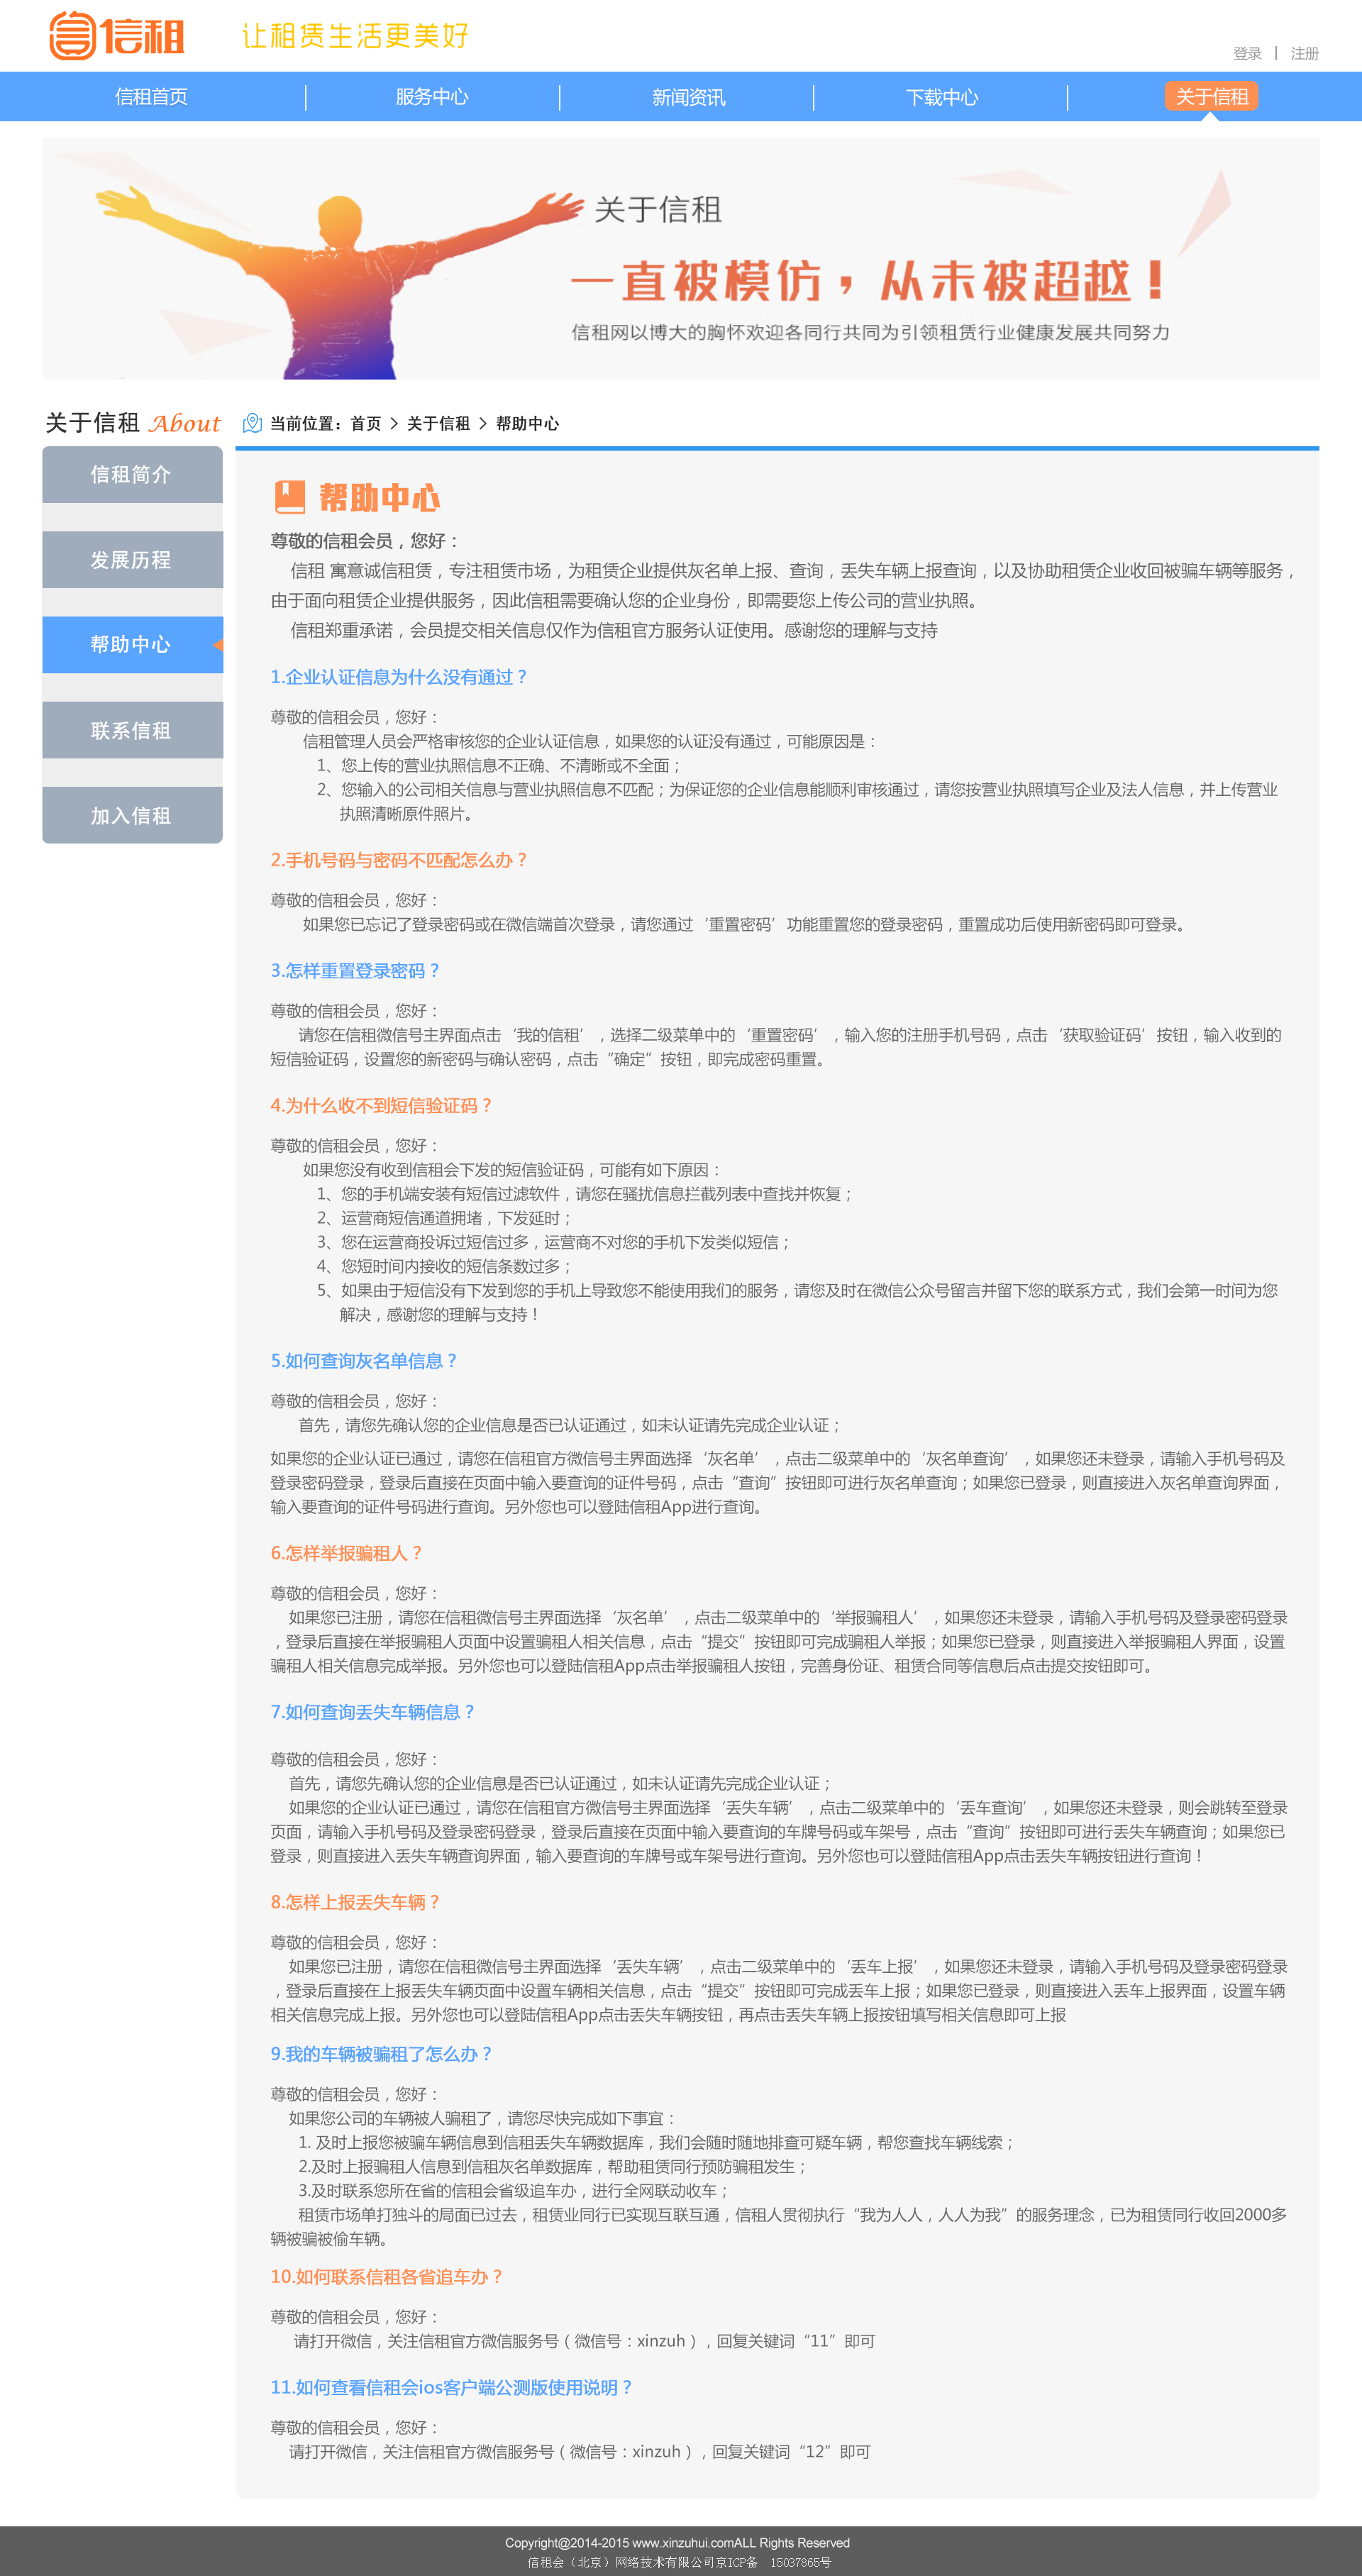 信租 让租赁生活更美好
登录 | 注册
信租首页 服务中心 新闻资讯 下载中心 关于信租
关于信租
一直被模仿，从未被超越！
信租网以博大的胸怀欢迎各同行共同为引领租赁行业健康发展共同努力
关于信租 About
信租简介
发展历程
帮助中心
联系信租
加入信租
当前位置：首页 > 关于信租 > 帮助中心
帮助中心
尊敬的信租会员，您好：
信租 寓意诚信租赁，专注租赁市场，为租赁企业提供灰名单上报、查询，丢失车辆上报查询，以及协助租赁企业收回被骗车辆等服务，
由于面向租赁企业提供服务，因此信租需要确认您的企业身份，即需要您上传公司的营业执照。
信租郑重承诺，会员提交相关信息仅作为信租官方服务认证使用。感谢您的理解与支持
1.企业认证信息为什么没有通过？
尊敬的信租会员，您好：
信租管理人员会严格审核您的企业认证信息，如果您的认证没有通过，可能原因是：
1、您上传的营业执照信息不正确、不清晰或不全面；
2、您输入的公司相关信息与营业执照信息不匹配；为保证您的企业信息能顺利审核通过，请您按营业执照填写企业及法人信息，并上传营业
执照清晰原件照片。
2.手机号码与密码不匹配怎么办？
尊敬的信租会员，您好：
如果您已忘记了登录密码或在微信端首次登录，请您通过‘重置密码’功能重置您的登录密码，重置成功后使用新密码即可登录。
3.怎样重置登录密码？
尊敬的信租会员，您好：
请您在信租微信号主界面点击‘我的信租’，选择二级菜单中的‘重置密码’，输入您的注册手机号码，点击‘获取验证码’按钮，输入收到的
短信验证码，设置您的新密码与确认密码，点击“确定”按钮，即完成密码重置。
4.为什么收不到短信验证码？
尊敬的信租会员，您好：
如果您没有收到信租会下发的短信验证码，可能有如下原因：
1、您的手机端安装有短信过滤软件，请您在骚扰信息拦截列表中查找并恢复；
2、运营商短信通道拥堵，下发延时；
3、您在运营商投诉过短信过多，运营商不对您的手机下发类似短信；
4、您短时间内接收的短信条数过多；
5、如果由于短信没有下发到您的手机上导致您不能使用我们的服务，请您及时在微信公众号留言并留下您的联系方式，我们会第一时间为您
解决，感谢您的理解与支持！
5.如何查询灰名单信息？
尊敬的信租会员，您好：
首先，请您先确认您的企业信息是否已认证通过，如未认证请先完成企业认证；
如果您的企业认证已通过，请您在信租官方微信号主界面选择‘灰名单’，点击二级菜单中的‘灰名单查询’，如果您还未登录，请输入手机号码及
登录密码登录，登录后直接在页面中输入要查询的证件号码，点击“查询”按钮即可进行灰名单查询；如果您已登录，则直接进入灰名单查询界面，
输入要查询的证件号码进行查询。另外您也可以登陆信租App进行查询。
6.怎样举报骗租人？
尊敬的信租会员，您好：
如果您已注册，请您在信租微信号主界面选择‘灰名单’，点击二级菜单中的‘举报骗租人’，如果您还未登录，请输入手机号码及登录密码登录
，登录后直接在举报骗租人页面中设置骗租人相关信息，点击“提交”按钮即可完成骗租人举报；如果您已登录，则直接进入举报骗租人界面，设置
骗租人相关信息完成举报。另外您也可以登陆信租App点击举报骗租人按钮，完善身份证、租赁合同等信息后点击提交按钮即可。
7.如何查询丢失车辆信息？
尊敬的信租会员，您好：
首先，请您先确认您的企业信息是否已认证通过，如未认证请先完成企业认证；
如果您的企业认证已通过，请您在信租官方微信号主界面选择‘丢失车辆’，点击二级菜单中的‘丢车查询’，如果您还未登录，则会跳转至登录
页面，请输入手机号码及登录密码登录，登录后直接在页面中输入要查询的车牌号码或车架号，点击“查询”按钮即可进行丢失车辆查询；如果您已
登录，则直接进入丢失车辆查询界面，输入要查询的车牌号或车架号进行查询。另外您也可以登陆信租App点击丢失车辆按钮进行查询！
8.怎样上报丢失车辆？
尊敬的信租会员，您好：
如果您已注册，请您在信租微信号主界面选择‘丢失车辆’，点击二级菜单中的‘丢车上报’，如果您还未登录，请输入手机号码及登录密码登录
，登录后直接在上报丢失车辆页面中设置车辆相关信息，点击“提交”按钮即可完成丢车上报；如果您已登录，则直接进入丢车上报界面，设置车辆
相关信息完成上报。另外您也可以登陆信租App点击丢失车辆按钮，再点击丢失车辆上报按钮填写相关信息即可上报
9.我的车辆被骗租了怎么办？
尊敬的信租会员，您好：
如果您公司的车辆被人骗租了，请您尽快完成如下事宜：
1. 及时上报您被骗车辆信息到信租丢失车辆数据库，我们会随时随地排查可疑车辆，帮您查找车辆线索；
2.及时上报骗租人信息到信租灰名单数据库，帮助租赁同行预防骗租发生；
3.及时联系您所在省的信租会省级追车办，进行全网联动收车；
租赁市场单打独斗的局面已过去，租赁业同行已实现互联互通，信租人贯彻执行“我为人人，人人为我”的服务理念，已为租赁同行收回2000多
辆被骗被偷车辆。
10.如何联系信租各省追车办？
尊敬的信租会员，您好：
请打开微信，关注信租官方微信服务号（微信号：xinzuh），回复关键词“11”即可
11.如何查看信租会ios客户端公测版使用说明？
尊敬的信租会员，您好：
请打开微信，关注信租官方微信服务号（微信号：xinzuh），回复关键词“12”即可
Copyright@2014-2015 www.xinzuhui.comALL Rights Reserved
信租会（北京）网络技术有限公司京ICP备 15037865号